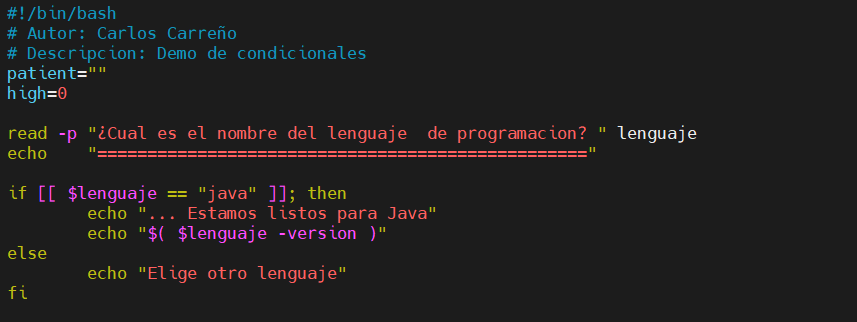 #!/bin/bash
# Autor: Carlos Carreño
# Descripcion: Demo de condicionales
patient=""
high=0

read -p "¿Cual es el nombre del lenguaje  de programacion? " lenguaje
echo    "================================================="

if [[ $lenguaje == "java" ]]; then
        echo "... Estamos listos para Java"
        echo "$( $lenguaje -version )"
else
        echo "Elige otro lenguaje"
fi